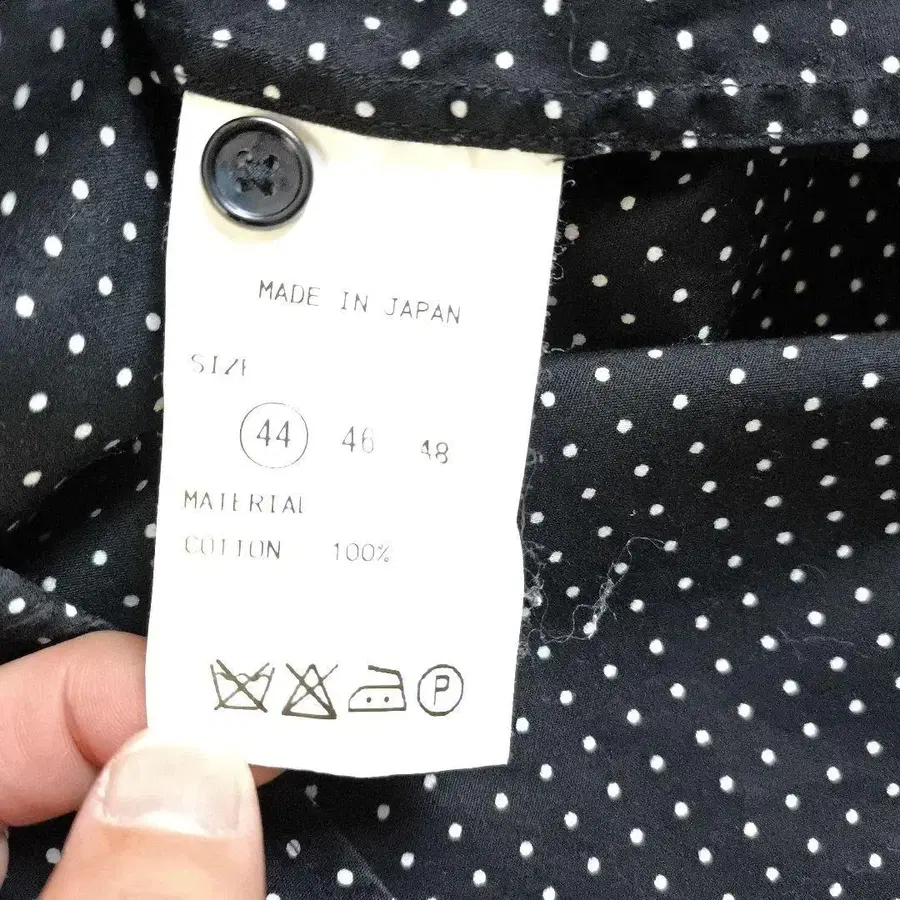 MADE IN JAPAN
SIZE
44 46 48
MATERIAL
COTTON 100%
P